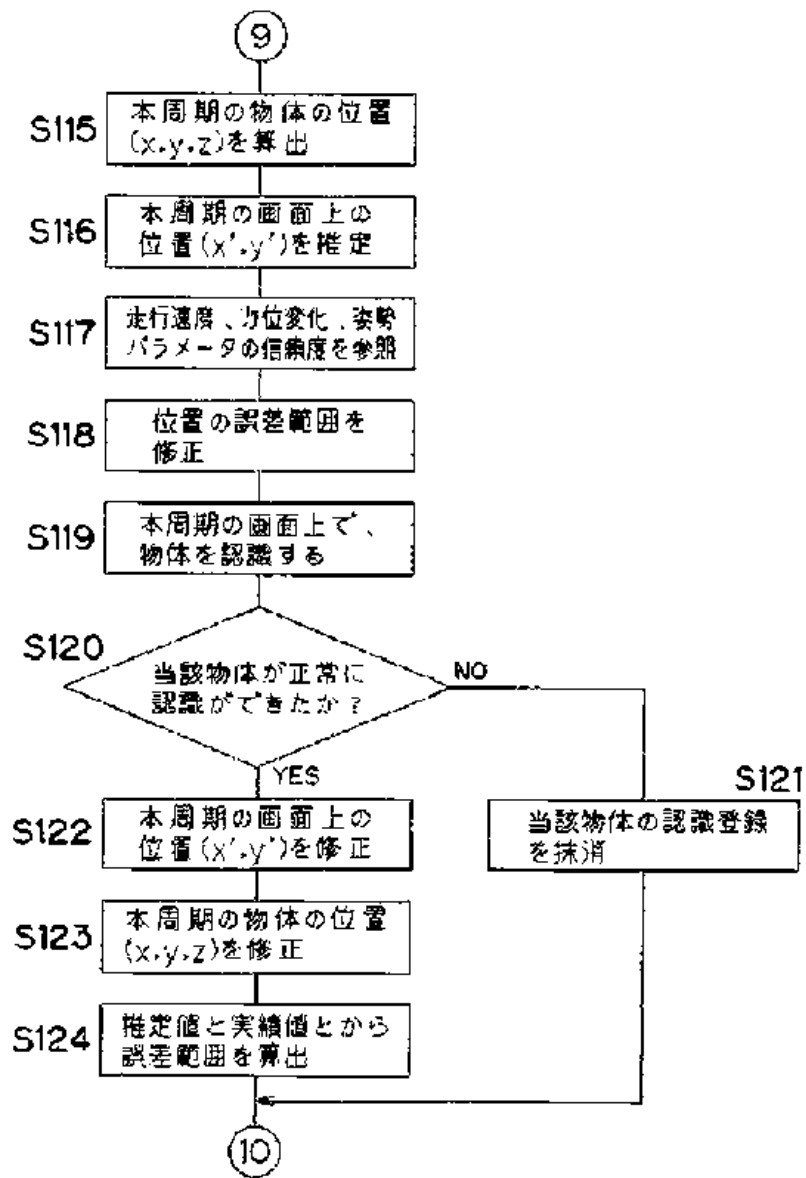 9
S115
本周期の物体の位置
(x,y,z)を算出
S116
本周期の画面上の
位置(x',y')を推定
S117
走行速度、方位変化、姿勢
パラメータの信頼度を参照
S118
位置の誤差範囲を
修正
S119
本周期の画面上で、
物体を認識する
S120
当該物体が正常に
認識ができたか?
NO
YES
S121
当該物体の認識登録
を抹消
S122
本周期の画面上の
位置(x',y')を修正
S123
本周期の物体の位置
(x,y,z)を修正
S124
推定値と実績値とから
誤差範囲を算出
10